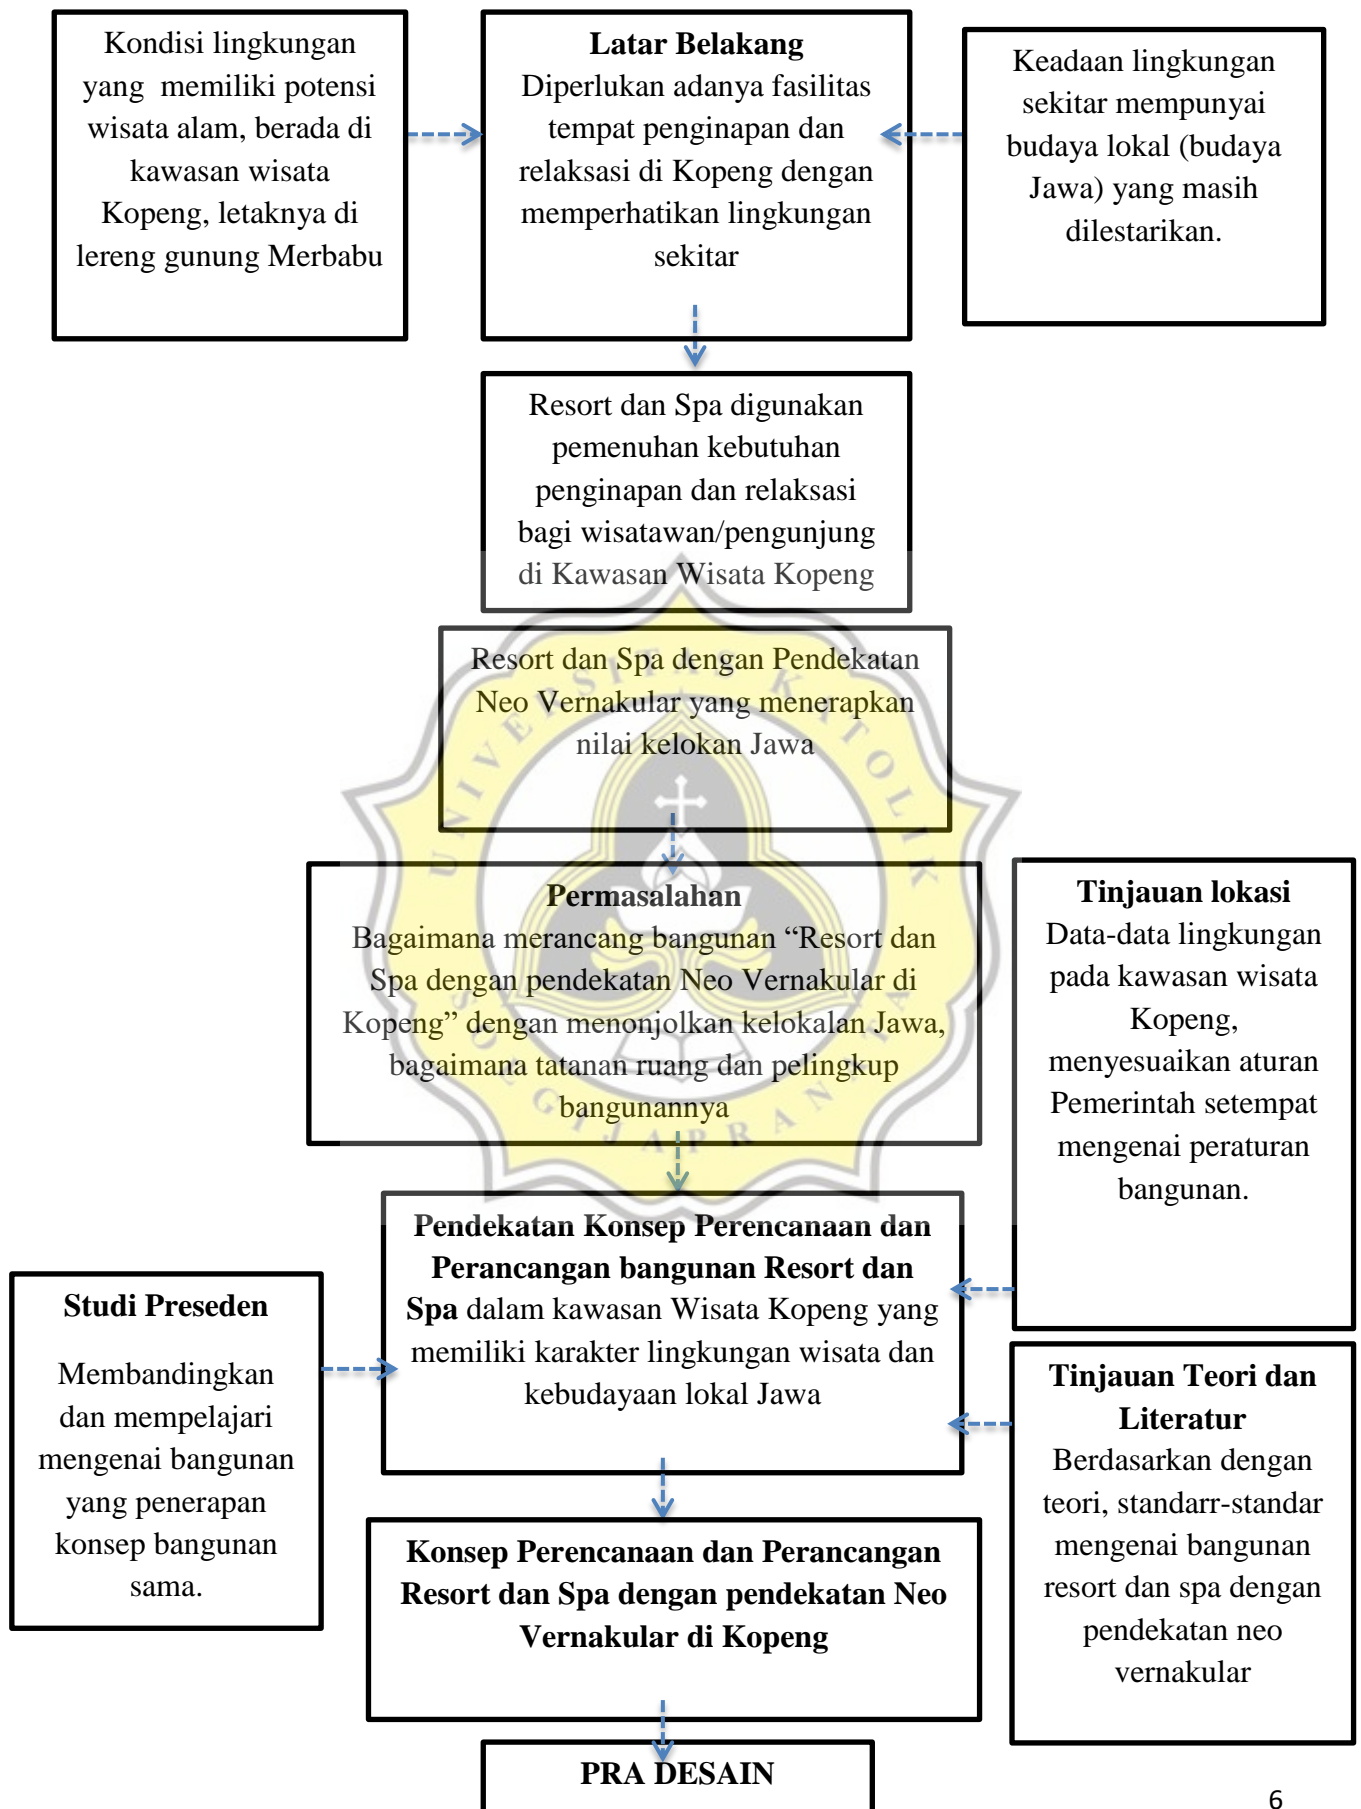 Kondisi lingkungan
yang memiliki potensi
wisata alam, berada di
kawasan wisata
Kopeng, letaknya di
lereng gunung Merbabu
Latar Belakang
Diperlukan adanya fasilitas
tempat penginapan dan
relaksasi di Kopeng dengan
memperhatikan lingkungan
sekitar
Keadaan lingkungan
sekitar mempunyai
budaya lokal (budaya
Jawa) yang masih
dilestarikan.
Resort dan Spa digunakan
pemenuhan kebutuhan
penginapan dan relaksasi
bagi wisatawan/pengunjung
di Kawasan Wisata Kopeng
Resort dan Spa dengan Pendekatan
Neo Vernakular yang menerapkan
nilai kelokan Jawa
UNIVERSITAS KATOLIK
SOEGIJAPRANATA
Permasalahan
Bagaimana merancang bangunan “Resort dan
Spa dengan pendekatan Neo Vernakular di
Kopeng” dengan menonjolkan kelokalan Jawa,
bagaimana tatanan ruang dan pelingkup
bangunannya
Tinjauan lokasi
Data-data lingkungan
pada kawasan wisata
Kopeng,
menyesuaikan aturan
Pemerintah setempat
mengenai peraturan
bangunan.
Pendekatan Konsep Perencanaan dan
Perancangan bangunan Resort dan
Spa dalam kawasan Wisata Kopeng yang
memiliki karakter lingkungan wisata dan
kebudayaan lokal Jawa
Studi Preseden
Membandingkan
dan mempelajari
mengenai bangunan
yang penerapan
konsep bangunan
sama.
Tinjauan Teori dan
Literatur
Berdasarkan dengan
teori, standarr-standar
mengenai bangunan
resort dan spa dengan
pendekatan neo
vernakular
Konsep Perencanaan dan Perancangan
Resort dan Spa dengan pendekatan Neo
Vernakular di Kopeng
PRA DESAIN
6